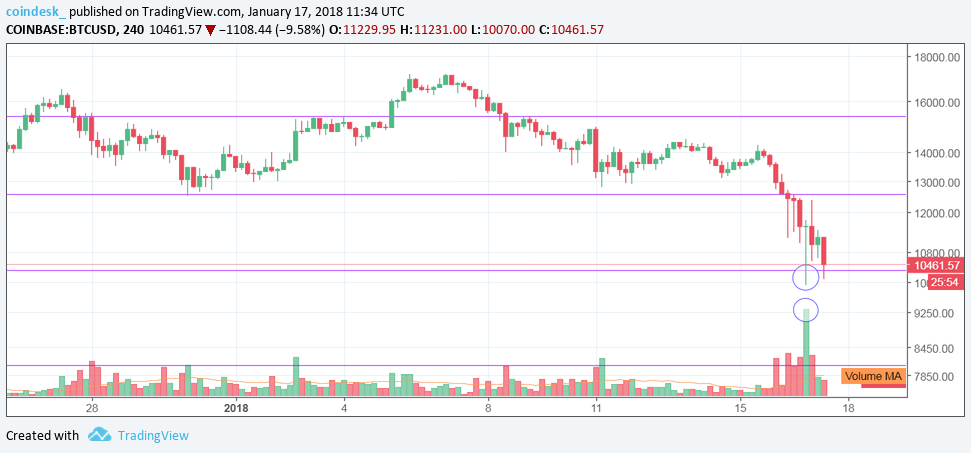 coindesk_ published on TradingView.com, January 17, 2018 11:34 UTC
COINBASE:BTCUSD, 240 10461.57 ▼ −1108.44 (−9.58%) O:11229.95 H:11231.00 L:10070.00 C:10461.57
18000.00
16000.00
14000.00
13000.00
12000.00
10800.00
10461.57
25:54
9250.00
8450.00
7850.00
Volume MA
28 2018 4 8 11 15 18
Created with TradingView